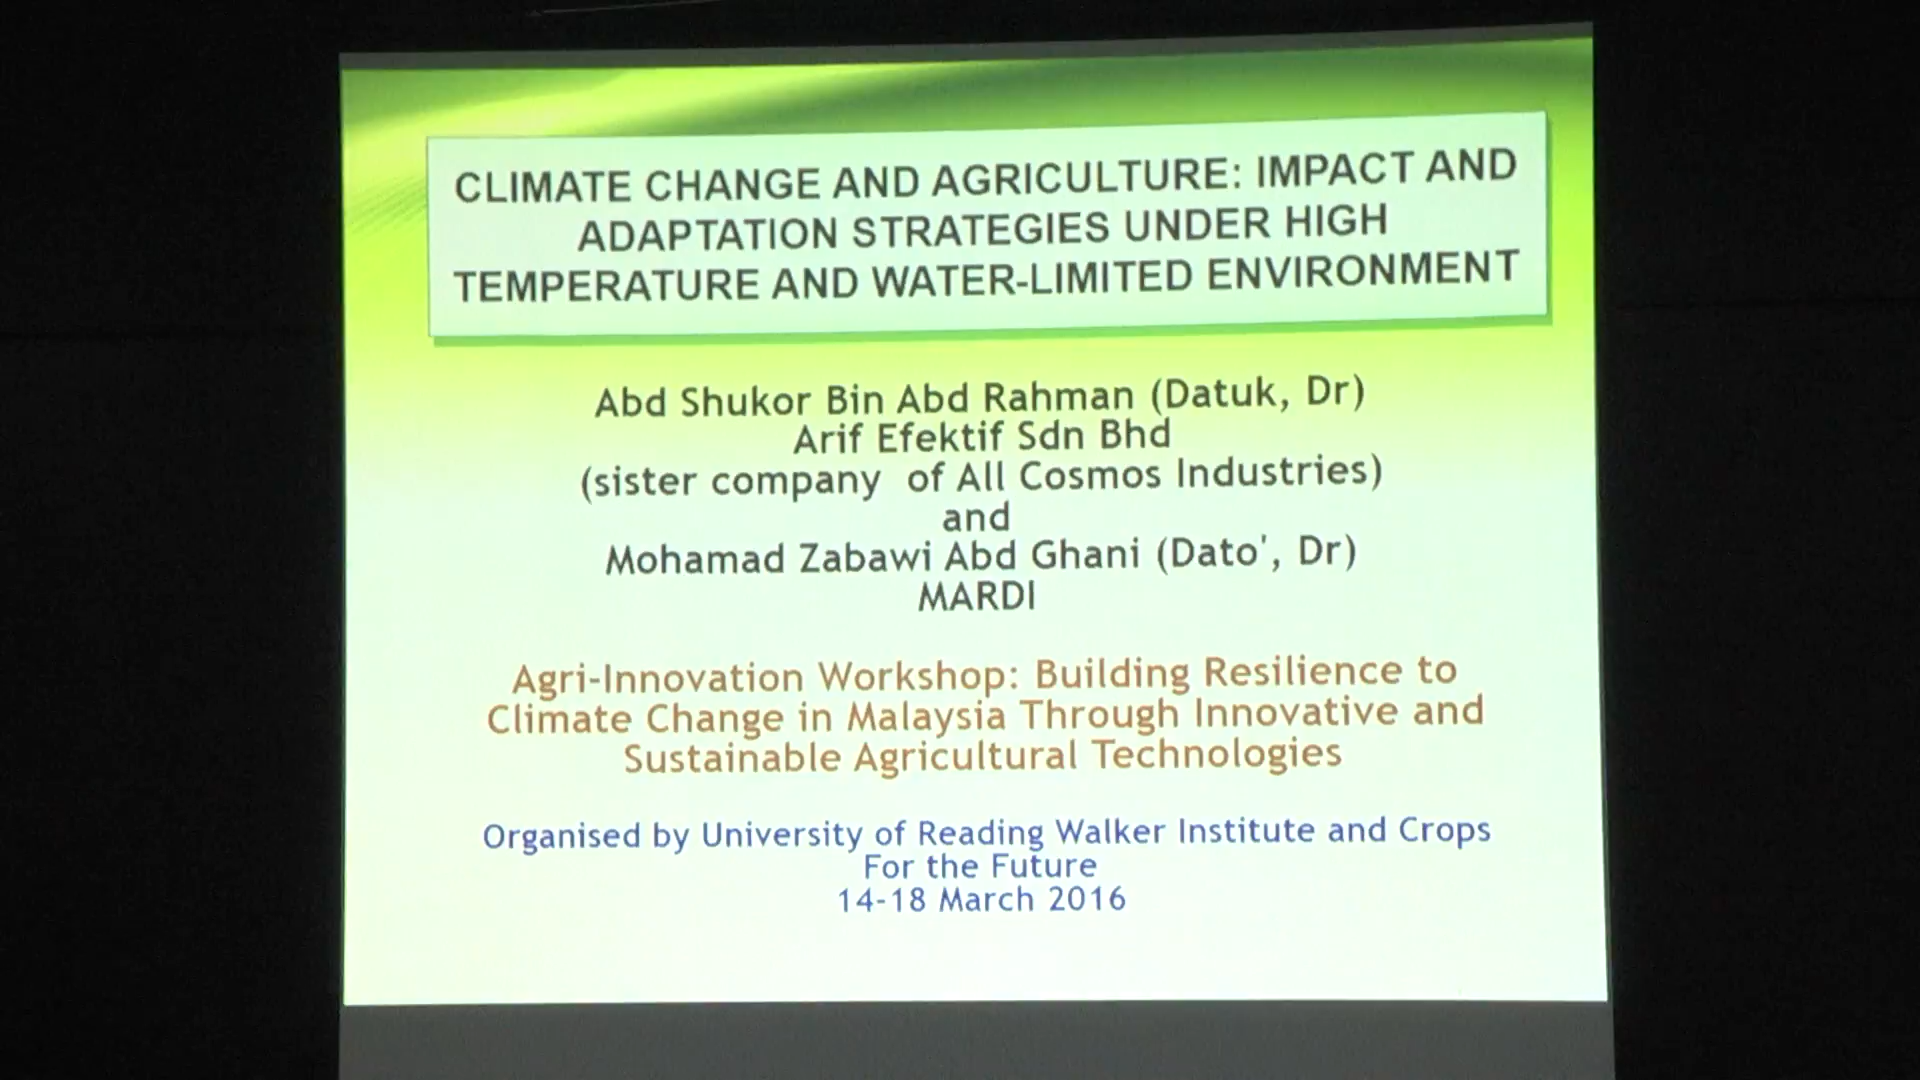 CLIMATE CHANGE AND AGRICULTURE: IMPACT AND
ADAPTATION STRATEGIES UNDER HIGH
TEMPERATURE AND WATER-LIMITED ENVIRONMENT
Abd Shukor Bin Abd Rahman (Datuk, Dr)
Arif Efektif Sdn Bhd
(sister company of All Cosmos Industries)
and
Mohamad Zabawi Abd Ghani (Dato', Dr)
MARDI
Agri-Innovation Workshop: Building Resilience to
Climate Change in Malaysia Through Innovative and
Sustainable Agricultural Technologies
Organised by University of Reading Walker Institute and Crops
For the Future
14-18 March 2016